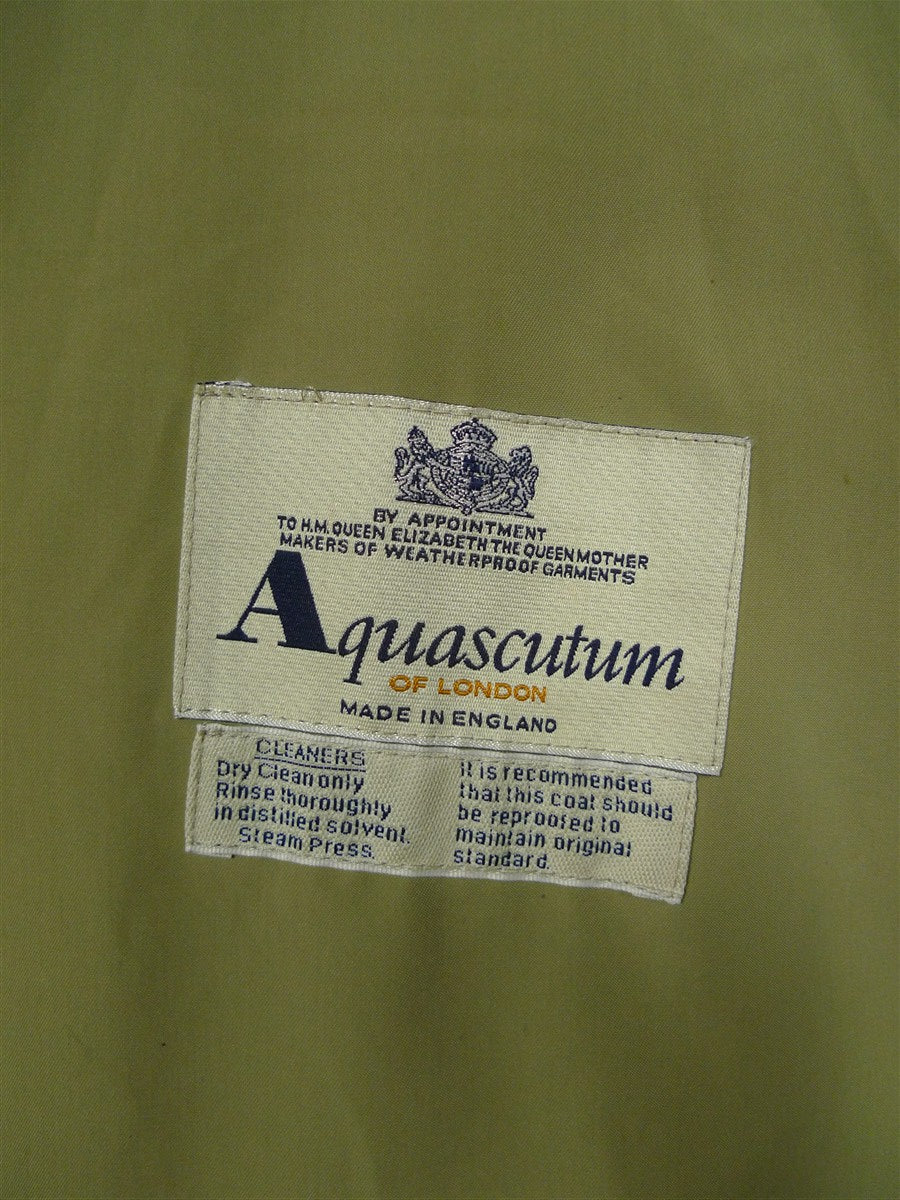 BY APPOINTMENT
TO H.M. QUEEN ELIZABETH THE QUEEN MOTHER
MAKERS OF WEATHERPROOF GARMENTS
Aquascutum
OF LONDON
MADE IN ENGLAND
CLEANERS
Dry Clean only
Rinse thoroughly
in distilled solvent.
Steam Press.
It is recommended
that this coat should
be reproofed to
maintain original
standard.